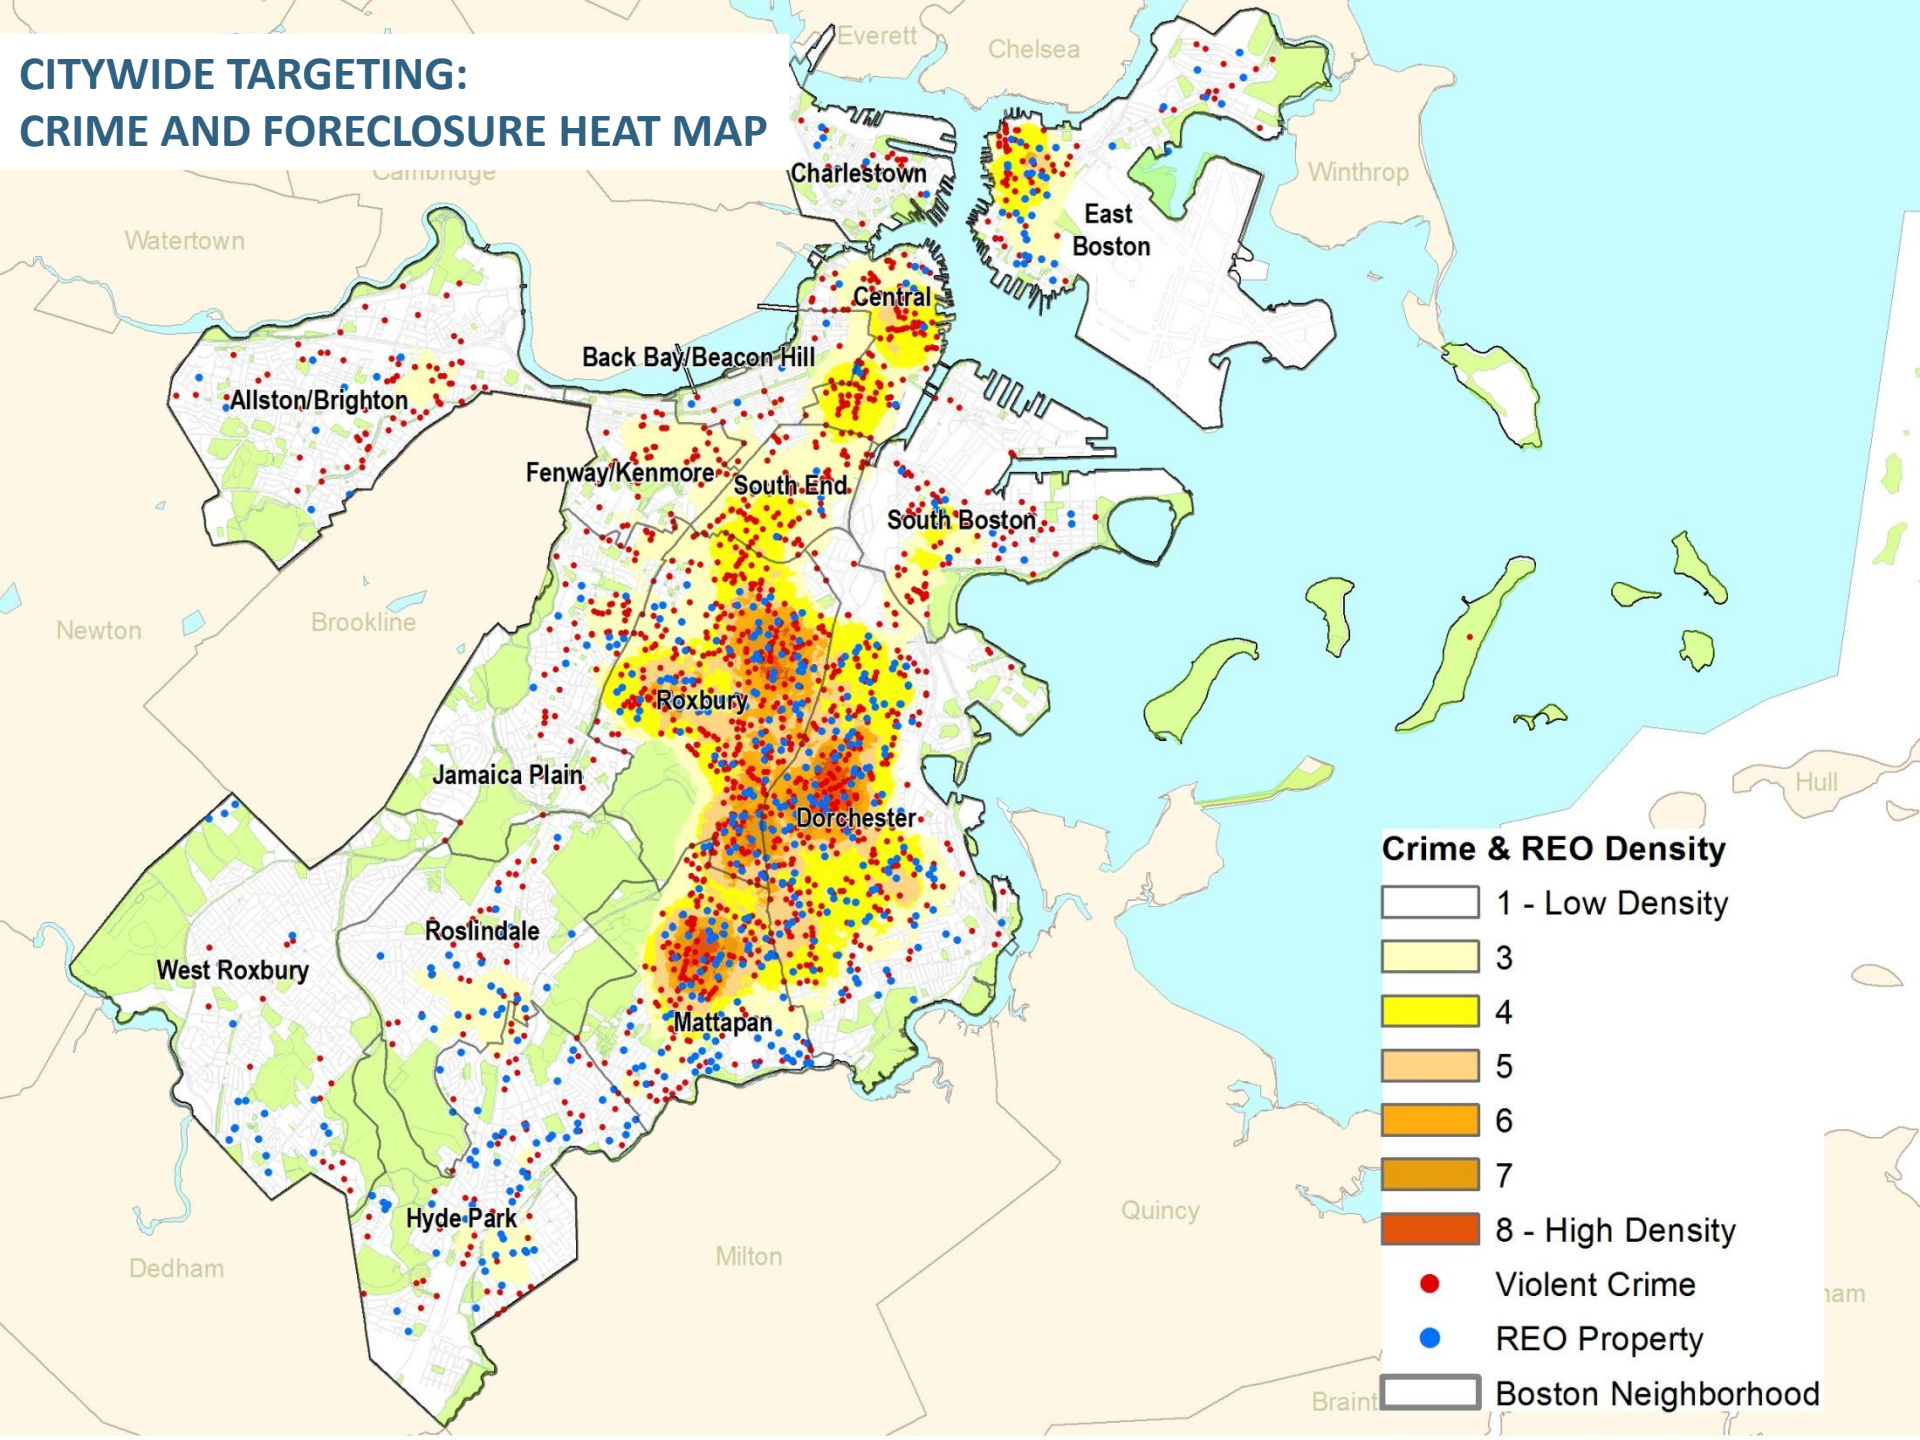 CITYWIDE TARGETING:
CRIME AND FORECLOSURE HEAT MAP
Everett
Chelsea
Cambridge
Charlestown
Winthrop
Watertown
East
Boston
Central
Back Bay/Beacon Hill
Allston/Brighton
Fenway/Kenmore
South End
South Boston
Newton
Brookline
Roxbury
Jamaica Plain
Dorchester
Hull
Roslindale
West Roxbury
Mattapan
Hyde Park
Quincy
Milton
Dedham
Braint
ham
Crime & REO Density
1 - Low Density
3
4
5
6
7
8 - High Density
Violent Crime
REO Property
Boston Neighborhood